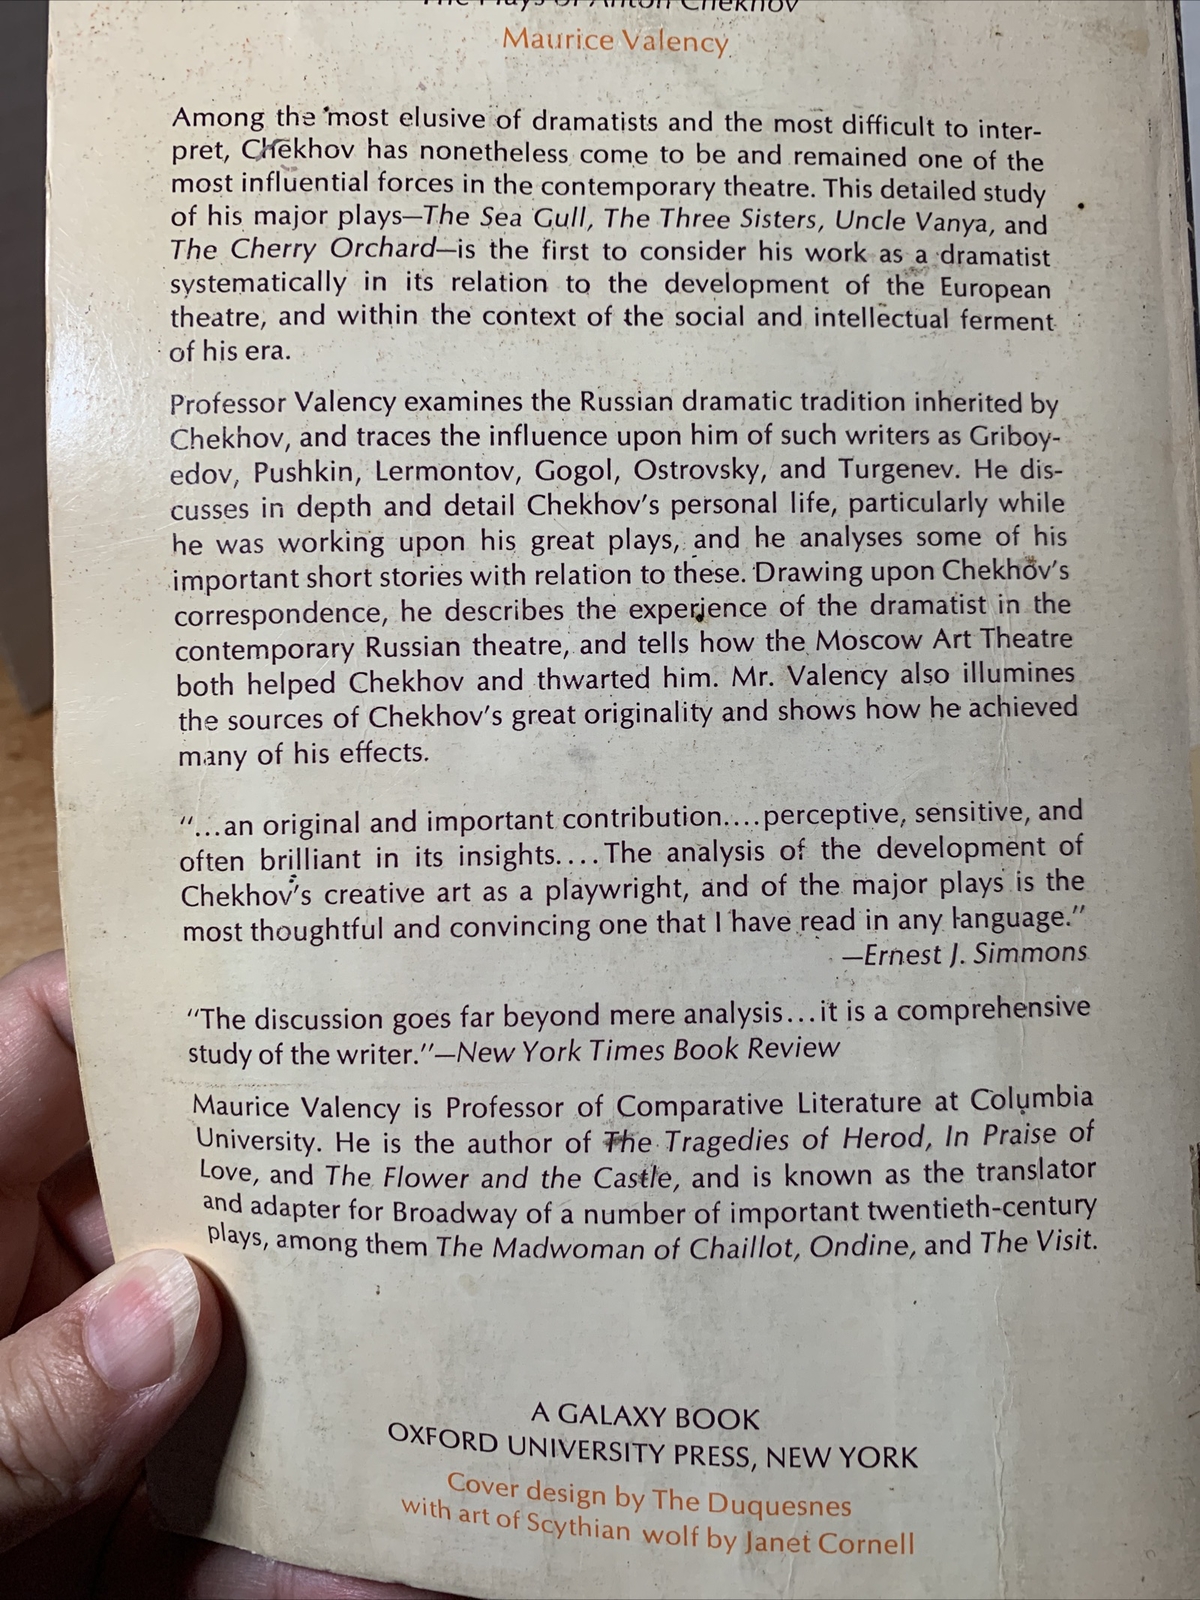 The Plays of Anton Chekhov
Maurice Valency
Among the most elusive of dramatists and the most difficult to inter-
pret, Chekhov has nonetheless come to be and remained one of the
most influential forces in the contemporary theatre. This detailed study
of his major plays—The Sea Gull, The Three Sisters, Uncle Vanya, and
The Cherry Orchard—is the first to consider his work as a dramatist
systematically in its relation to the development of the European
theatre, and within the context of the social and intellectual ferment
of his era.
Professor Valency examines the Russian dramatic tradition inherited by
Chekhov, and traces the influence upon him of such writers as Griboy-
edov, Pushkin, Lermontov, Gogol, Ostrovsky, and Turgenev. He dis-
cusses in depth and detail Chekhov's personal life, particularly while
he was working upon his great plays, and he analyses some of his
important short stories with relation to these. Drawing upon Chekhov's
correspondence, he describes the experience of the dramatist in the
contemporary Russian theatre, and tells how the Moscow Art Theatre
both helped Chekhov and thwarted him. Mr. Valency also illumines
the sources of Chekhov's great originality and shows how he achieved
many of his effects.
"...an original and important contribution....perceptive, sensitive, and
often brilliant in its insights....The analysis of the development of
Chekhov's creative art as a playwright, and of the major plays is the
most thoughtful and convincing one that I have read in any language."
—Ernest J. Simmons
"The discussion goes far beyond mere analysis...it is a comprehensive
study of the writer."—New York Times Book Review
Maurice Valency is Professor of Comparative Literature at Columbia
University. He is the author of The Tragedies of Herod, In Praise of
Love, and The Flower and the Castle, and is known as the translator
and adapter for Broadway of a number of important twentieth-century
plays, among them The Madwoman of Chaillot, Ondine, and The Visit.
A GALAXY BOOK
OXFORD UNIVERSITY PRESS, NEW YORK
Cover design by The Duquesnes
with art of Scythian wolf by Janet Cornell